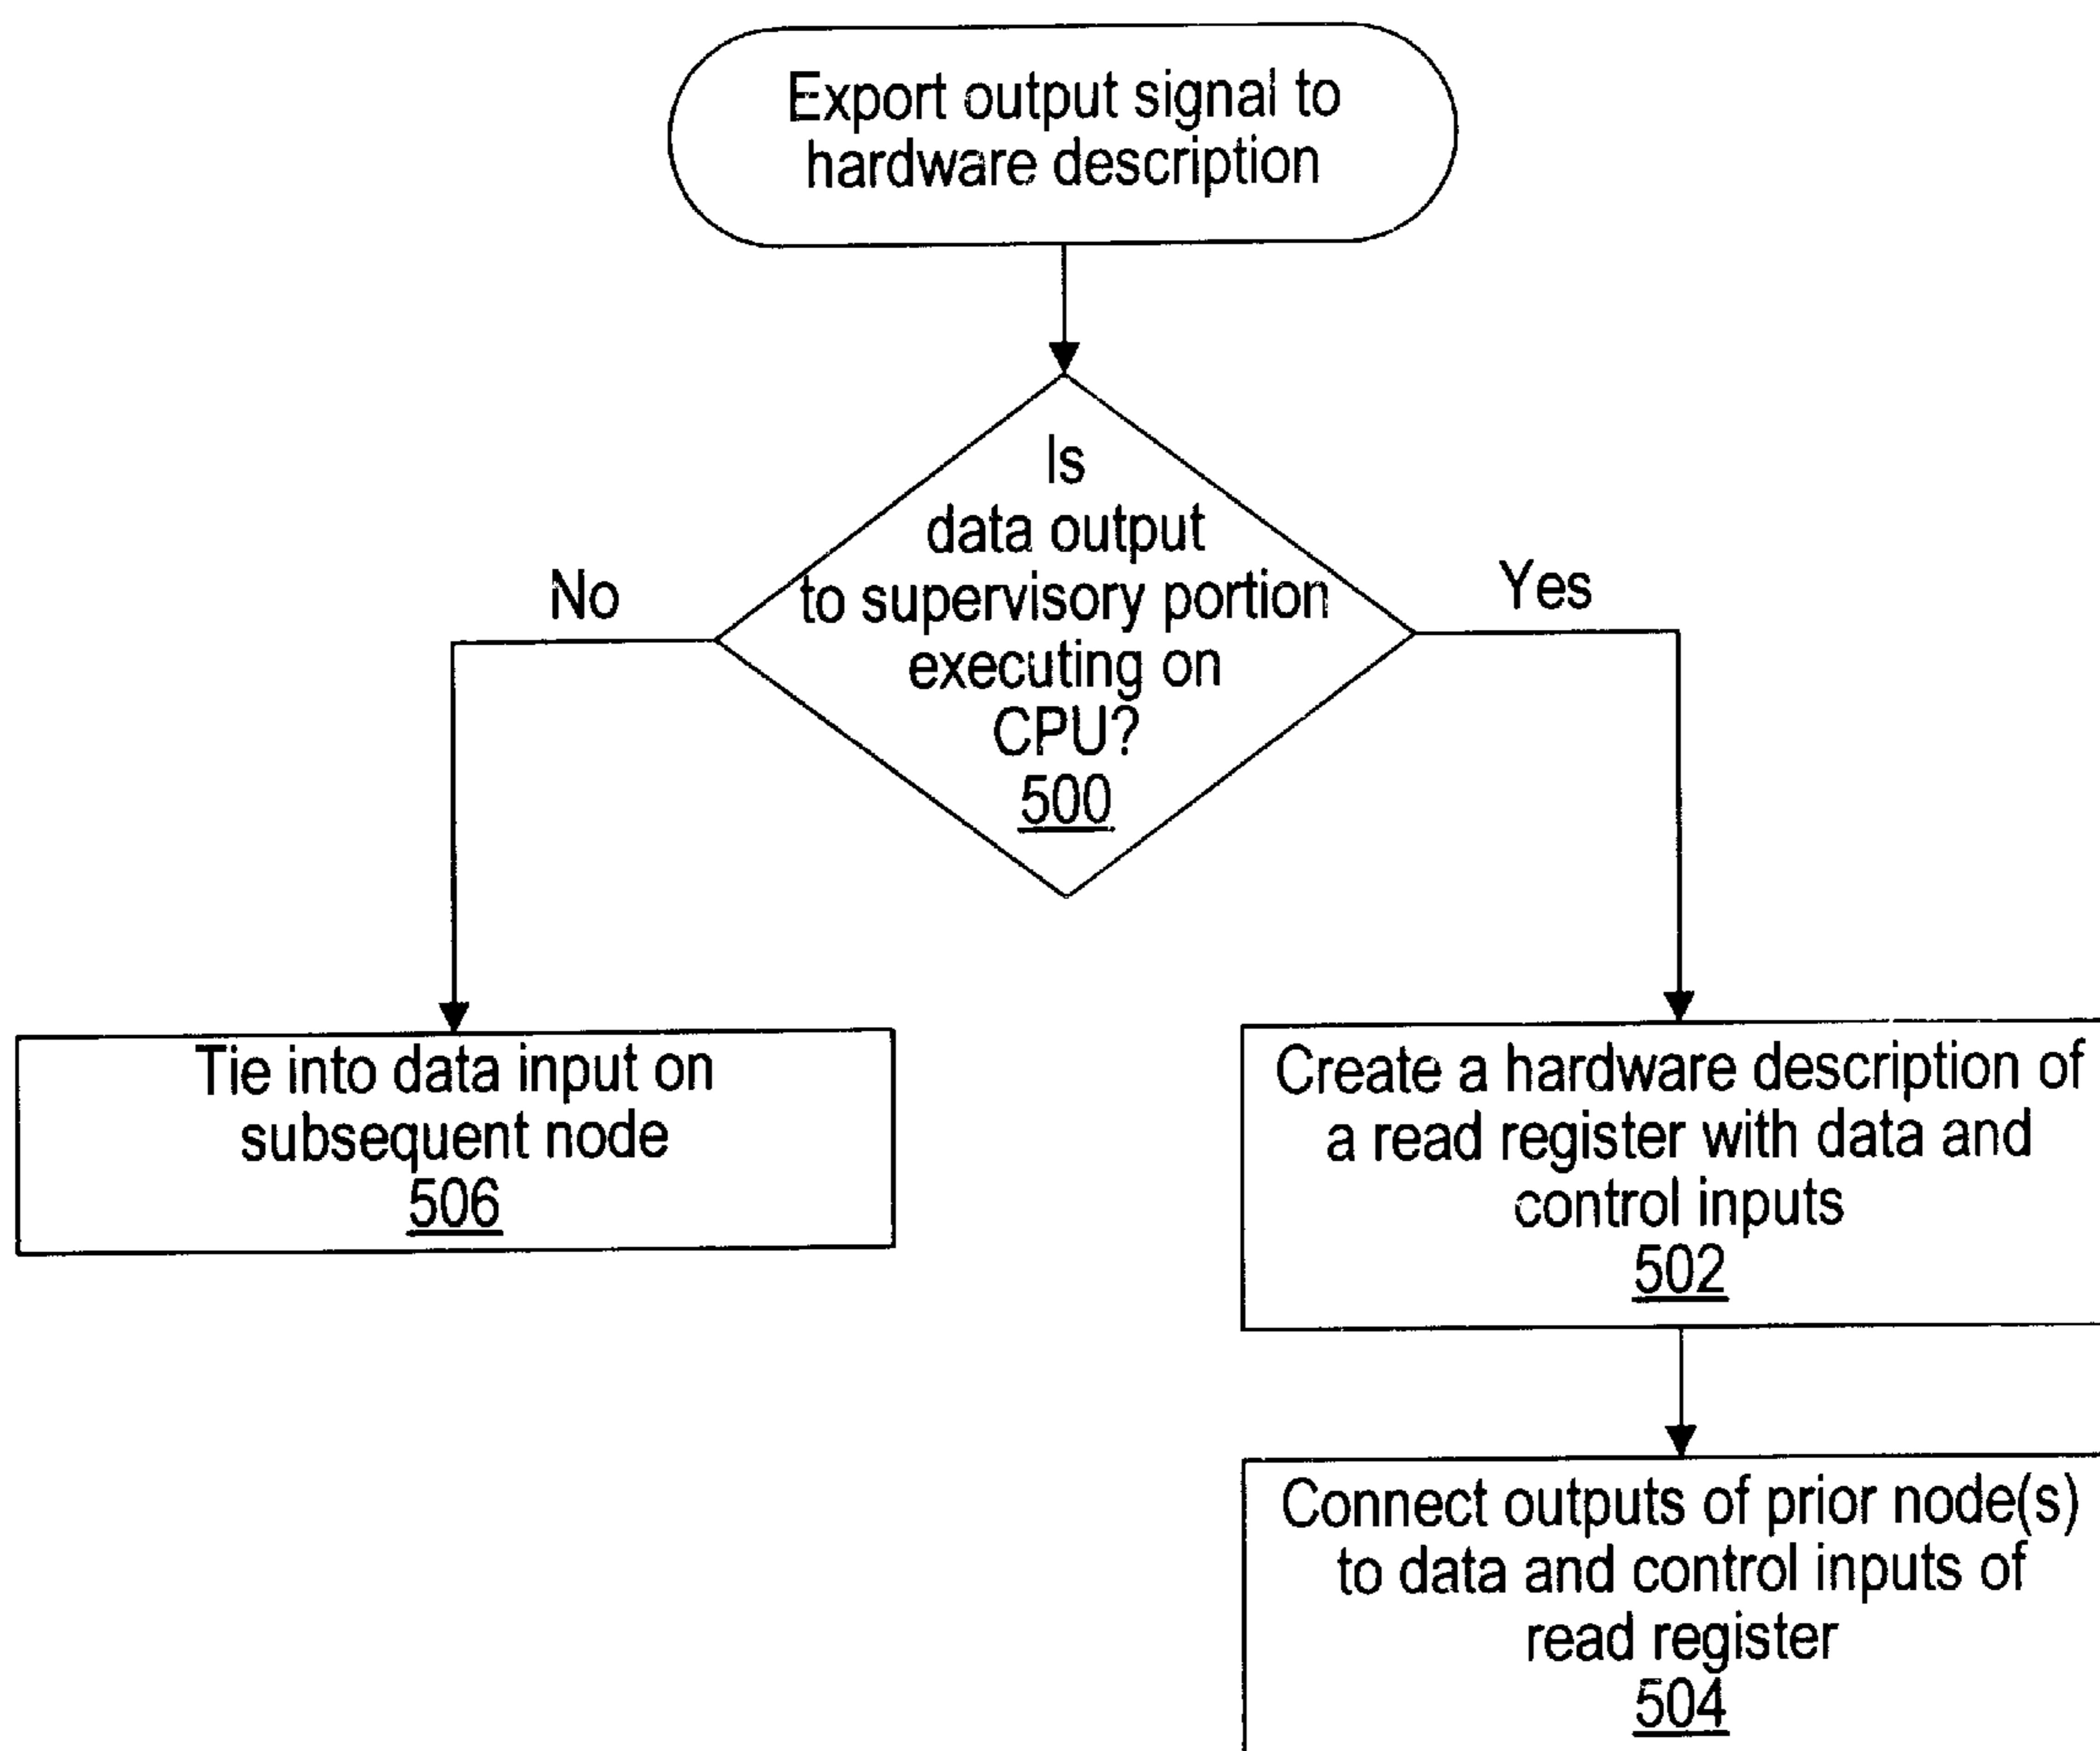 Export output signal to
hardware description
Is
data output
to supervisory portion
executing on
CPU?
500
No
Yes
Tie into data input on
subsequent node
506
Create a hardware description of
a read register with data and
control inputs
502
Connect outputs of prior node(s)
to data and control inputs of
read register
504